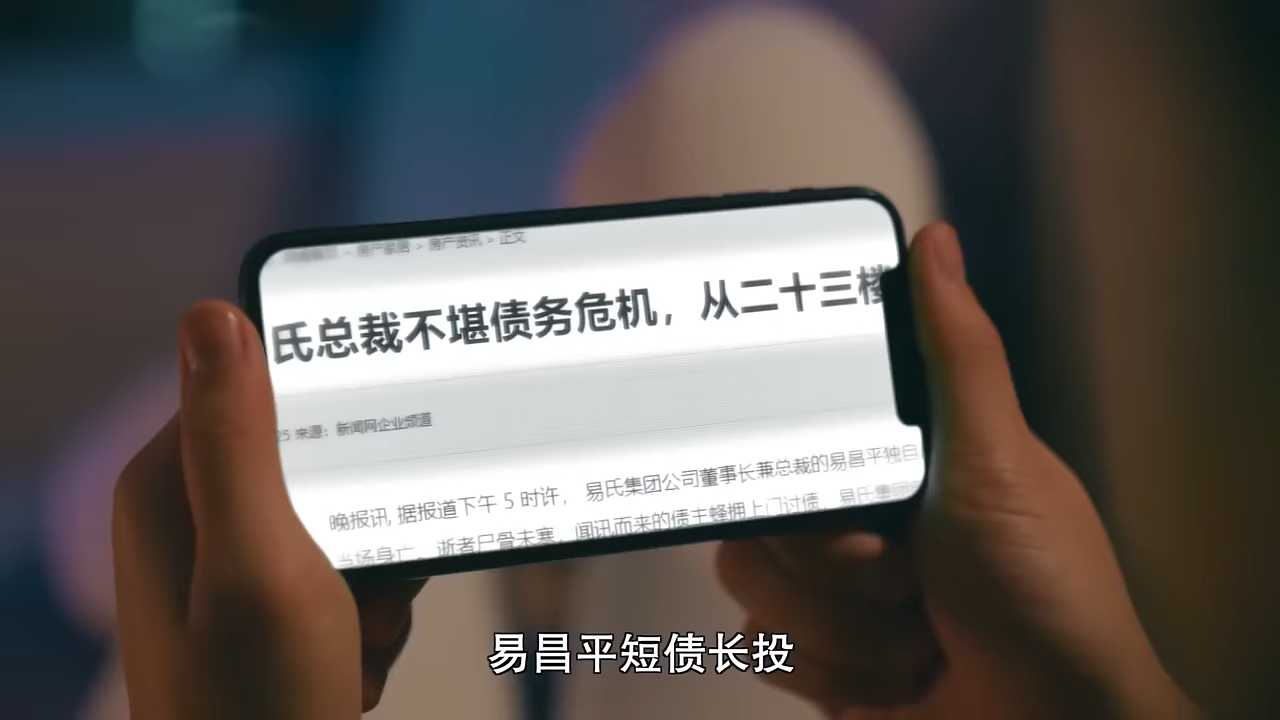 房产家居 > 房产资讯 > 正文
氏总裁不堪债务危机，从二十三楼
25 来源：新闻网企业频道
晚报讯, 据报道下午 5 时许， 易氏集团公司董事长兼总裁的易昌平独自
当场身亡。逝者尸骨未寒，闻讯而来的债主蜂拥上门讨债，易氏集团
易昌平短债长投